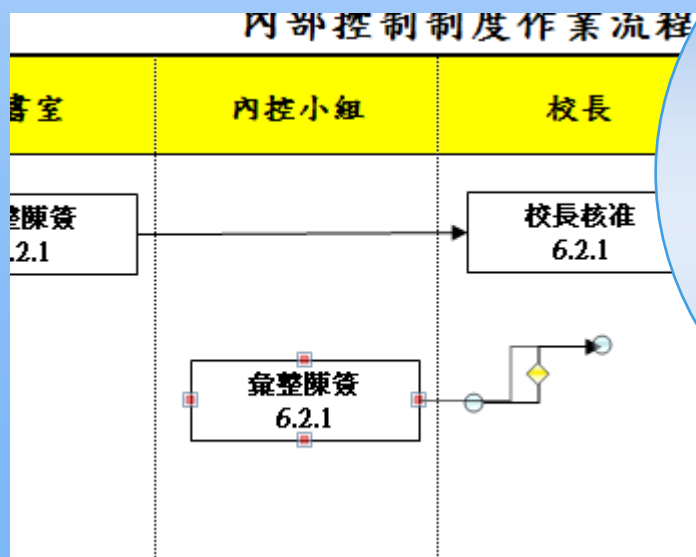 內部控制制度作業流程
書室
內控小組
校長
整陳簽
.2.1
校長核准
6.2.1
彙整陳簽
6.2.1